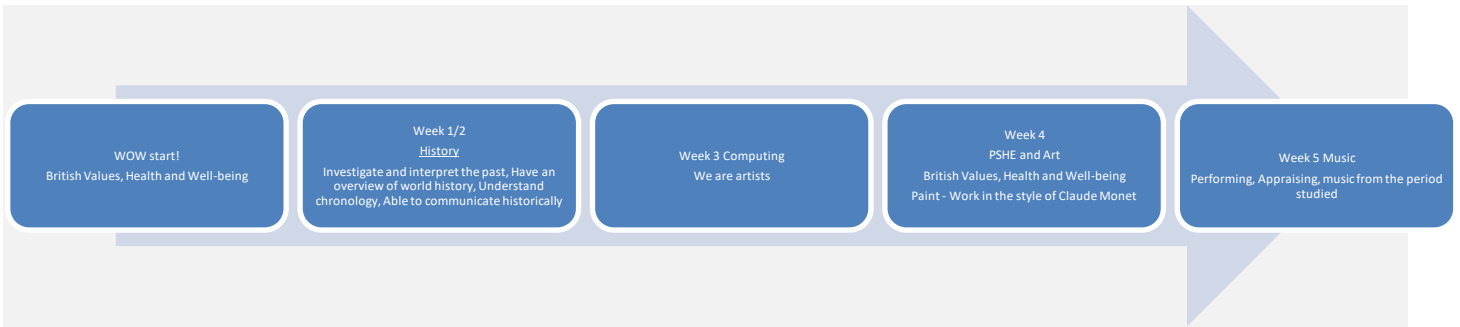 WOW start!
British Values, Health and Well-being
Week 1/2
History
Investigate and interpret the past, Have an
overview of world history, Understand
chronology, Able to communicate historically
Week 3 Computing
We are artists
Week 4
PSHE and Art
British Values, Health and Well-being
Paint - Work in the style of Claude Monet
Week 5 Music
Performing, Appraising, music from the period
studied